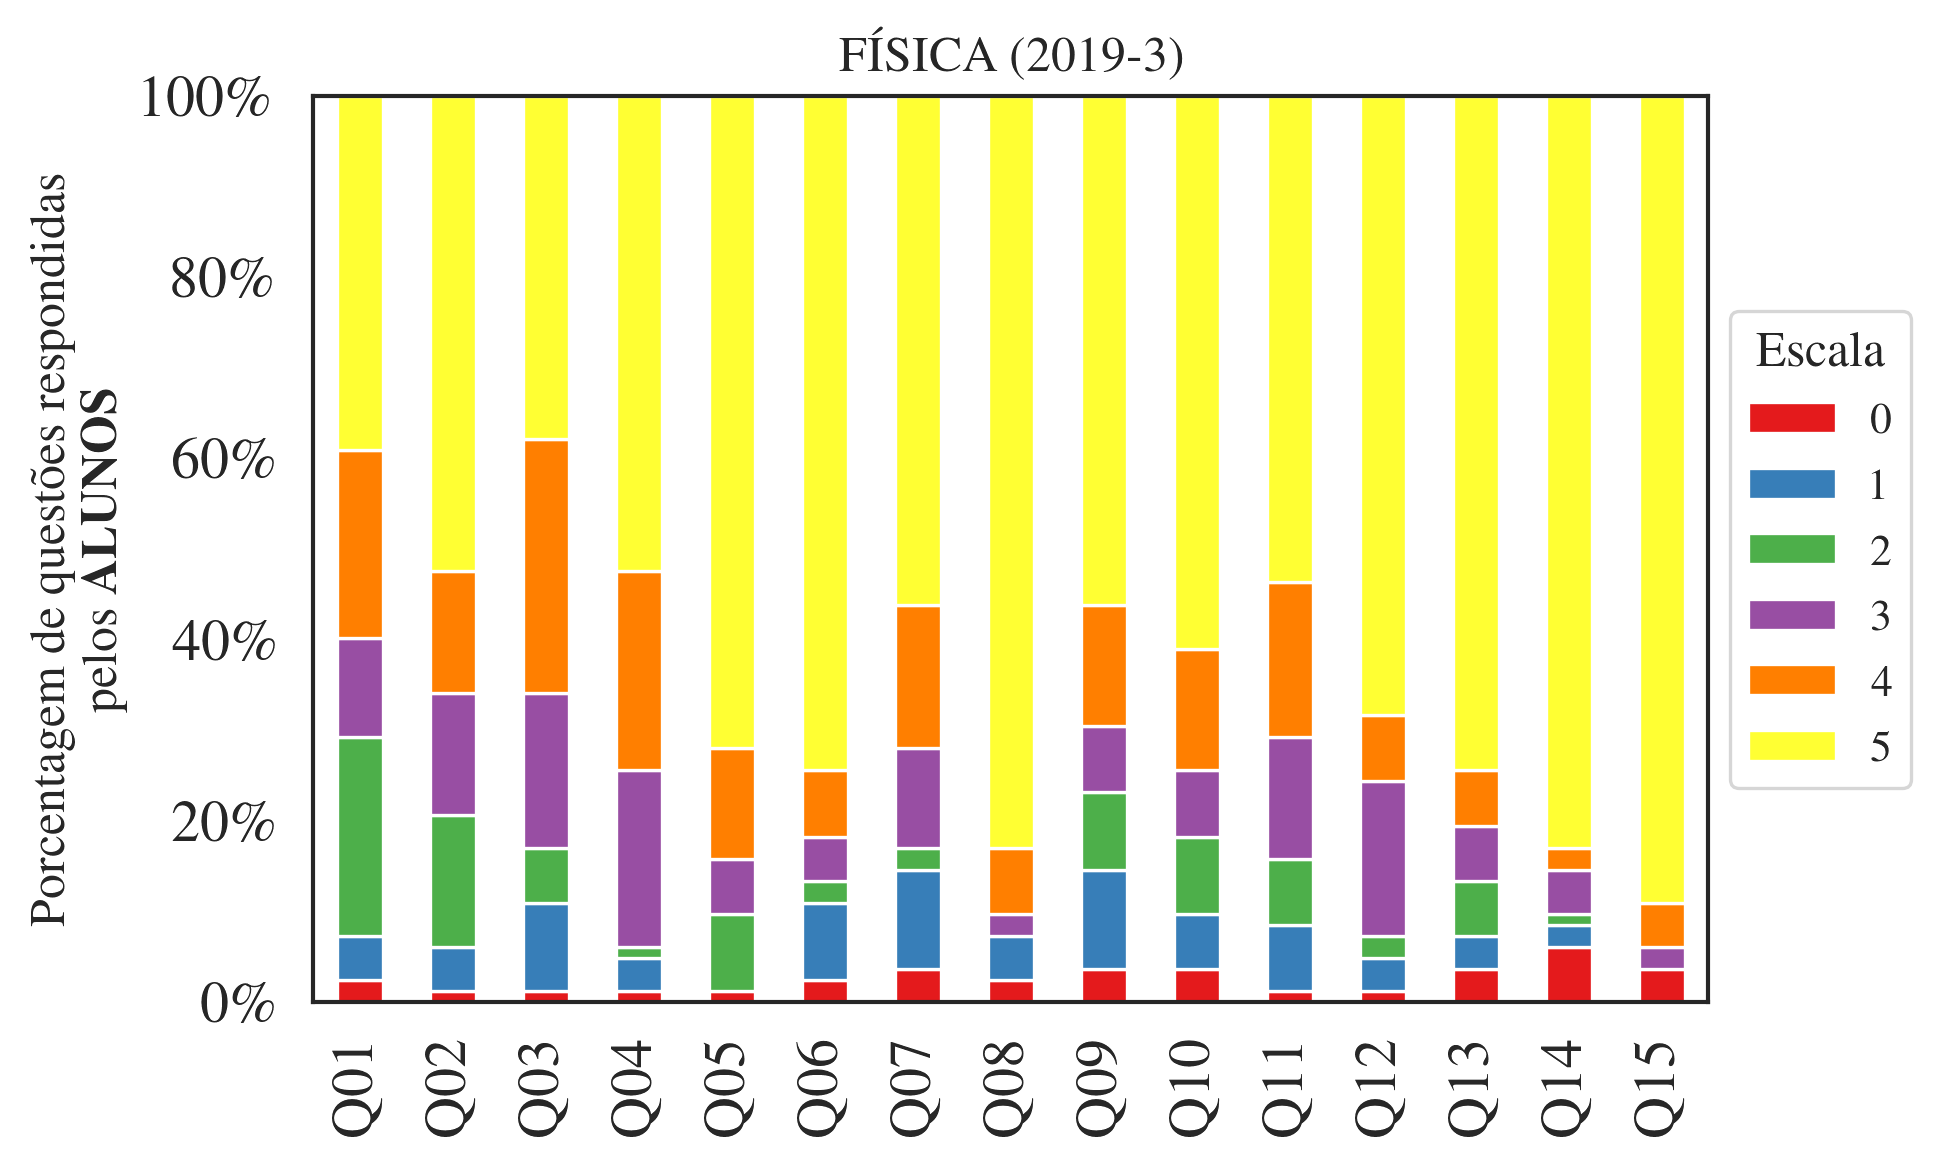 FÍSICA (2019-3)
Porcentagem de questões respondidas
pelos ALUNOS
100%
80%
60%
40%
20%
0%
Q01
Q02
Q03
Q04
Q05
Q06
Q07
Q08
Q09
Q10
Q11
Q12
Q13
Q14
Q15
Escala
0
1
2
3
4
5